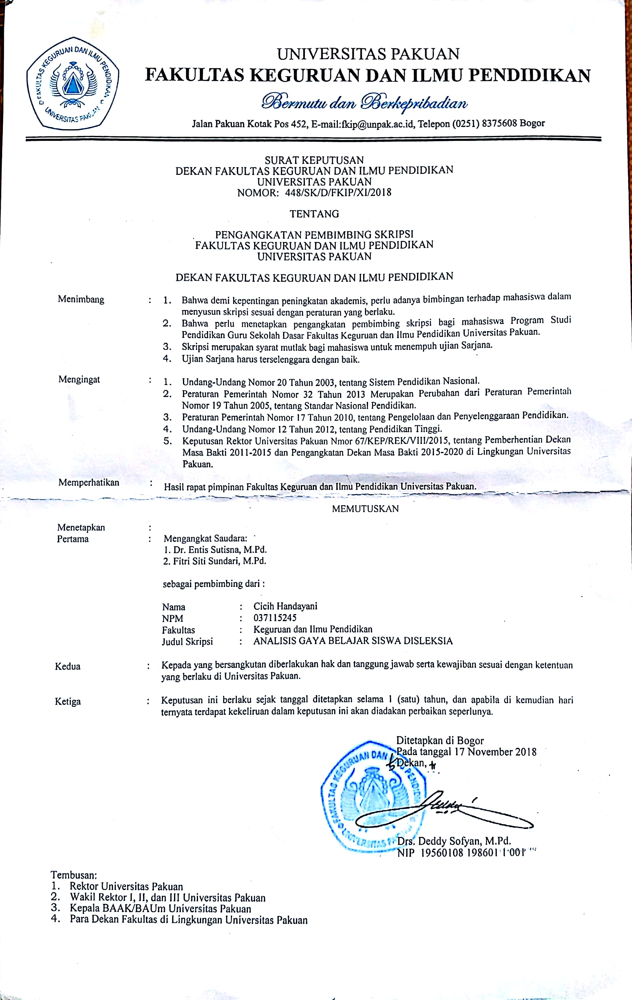 FAKULTAS KEGURUAN DAN ILMU PENDIDIKAN
UNIVERSITAS PAKUAN
UNIVERSITAS PAKUAN
FAKULTAS KEGURUAN DAN ILMU PENDIDIKAN
Bermutu dan Berkepribadian
Jalan Pakuan Kotak Pos 452, E-mail:fkip@unpak.ac.id, Telepon (0251) 8375608 Bogor
SURAT KEPUTUSAN
DEKAN FAKULTAS KEGURUAN DAN ILMU PENDIDIKAN
UNIVERSITAS PAKUAN
NOMOR: 448/SK/D/FKIP/XI/2018
TENTANG
PENGANGKATAN PEMBIMBING SKRIPSI
FAKULTAS KEGURUAN DAN ILMU PENDIDIKAN
UNIVERSITAS PAKUAN
DEKAN FAKULTAS KEGURUAN DAN ILMU PENDIDIKAN
Menimbang : 1. Bahwa demi kepentingan peningkatan akademis, perlu adanya bimbingan terhadap mahasiswa dalam
menyusun skripsi sesuai dengan peraturan yang berlaku.
2. Bahwa perlu menetapkan pengangkatan pembimbing skripsi bagi mahasiswa Program Studi
Pendidikan Guru Sekolah Dasar Fakultas Keguruan dan Ilmu Pendidikan Universitas Pakuan.
3. Skripsi merupakan syarat mutlak bagi mahasiswa untuk menempuh ujian Sarjana.
4. Ujian Sarjana harus terselenggara dengan baik.
Mengingat : 1. Undang-Undang Nomor 20 Tahun 2003, tentang Sistem Pendidikan Nasional.
2. Peraturan Pemerintah Nomor 32 Tahun 2013 Merupakan Perubahan dari Peraturan Pemerintah
Nomor 19 Tahun 2005, tentang Standar Nasional Pendidikan.
3. Peraturan Pemerintah Nomor 17 Tahun 2010, tentang Pengelolaan dan Penyelenggaraan Pendidikan.
4. Undang-Undang Nomor 12 Tahun 2012, tentang Pendidikan Tinggi.
5. Keputusan Rektor Universitas Pakuan Nmor 67/KEP/REK/VIII/2015, tentang Pemberhentian Dekan
Masa Bakti 2011-2015 dan Pengangkatan Dekan Masa Bakti 2015-2020 di Lingkungan Universitas
Pakuan.
Memperhatikan : Hasil rapat pimpinan Fakultas Keguruan dan Ilmu Pendidikan Universitas Pakuan.
MEMUTUSKAN
Menetapkan :
Pertama : Mengangkat Saudara:
1. Dr. Entis Sutisna, M.Pd.
2. Fitri Siti Sundari, M.Pd.
sebagai pembimbing dari :
Nama : Cicih Handayani
NPM : 037115245
Fakultas : Keguruan dan Ilmu Pendidikan
Judul Skripsi : ANALISIS GAYA BELAJAR SISWA DISLEKSIA
Kedua : Kepada yang bersangkutan diberlakukan hak dan tanggung jawab serta kewajiban sesuai dengan ketentuan
yang berlaku di Universitas Pakuan.
Ketiga : Keputusan ini berlaku sejak tanggal ditetapkan selama 1 (satu) tahun, dan apabila di kemudian hari
ternyata terdapat kekeliruan dalam keputusan ini akan diadakan perbaikan seperlunya.
Ditetapkan di Bogor
Pada tanggal 17 November 2018
Dekan,
Drs. Deddy Sofyan, M.Pd.
NIP 19560108 198601 1 001
Tembusan:
1. Rektor Universitas Pakuan
2. Wakil Rektor I, II, dan III Universitas Pakuan
3. Kepala BAAK/BAUm Universitas Pakuan
4. Para Dekan Fakultas di Lingkungan Universitas Pakuan